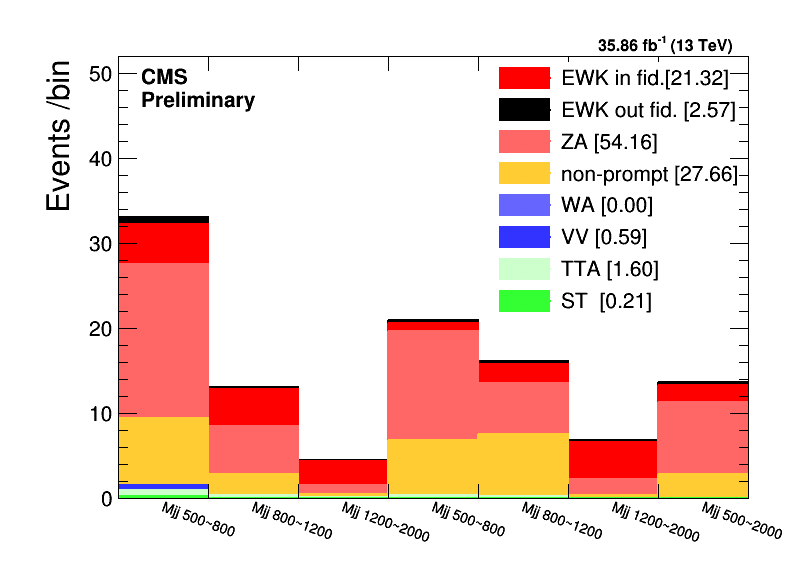 35.86 fb-1 (13 TeV)
CMS
Preliminary
Events /bin
50
40
30
20
10
0
EWK in fid.[21.32]
EWK out fid. [2.57]
ZA [54.16]
non-prompt [27.66]
WA [0.00]
VV [0.59]
TTA [1.60]
ST [0.21]
Mjj 500~800
Mjj 800~1200
Mjj 1200~2000
Mjj 500~800
Mjj 800~1200
Mjj 1200~2000
Mjj 500~2000